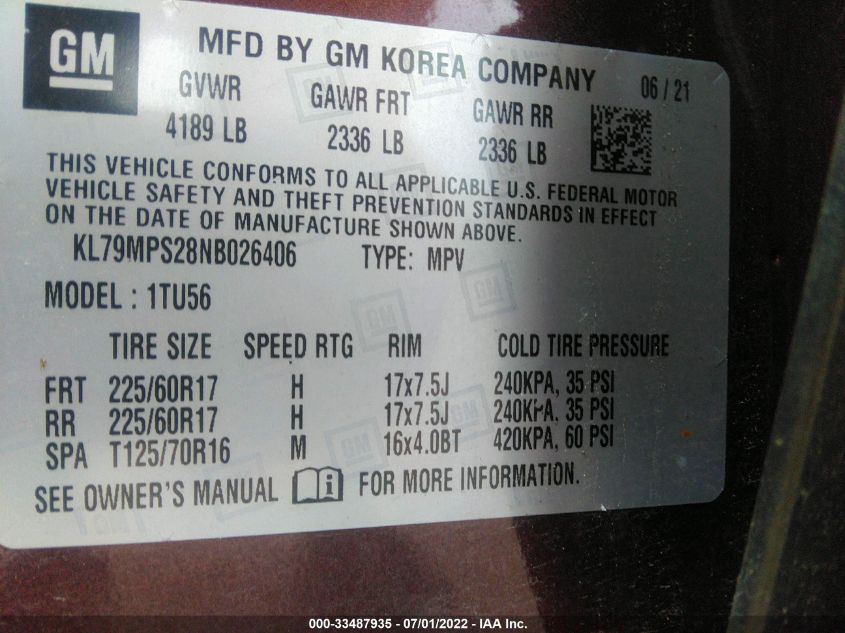 GM MFD BY GM KOREA COMPANY 06 / 21
GVWR GAWR FRT GAWR RR
4189 LB 2336 LB 2336 LB
THIS VEHICLE CONFORMS TO ALL APPLICABLE U.S. FEDERAL MOTOR
VEHICLE SAFETY AND THEFT PREVENTION STANDARDS IN EFFECT
ON THE DATE OF MANUFACTURE SHOWN ABOVE.
KL79MPS28NB026406 TYPE: MPV
MODEL : 1TU56
TIRE SIZE SPEED RTG RIM COLD TIRE PRESSURE
FRT 225/60R17 H 17x7.5J 240KPA, 35 PSI
RR 225/60R17 H 17x7.5J 240KPA. 35 PSI
SPA T125/70R16 M 16x4.0BT 420KPA, 60 PSI
SEE OWNER'S MANUAL i FOR MORE INFORMATION.
000-33487935 - 07/01/2022 - IAA Inc.